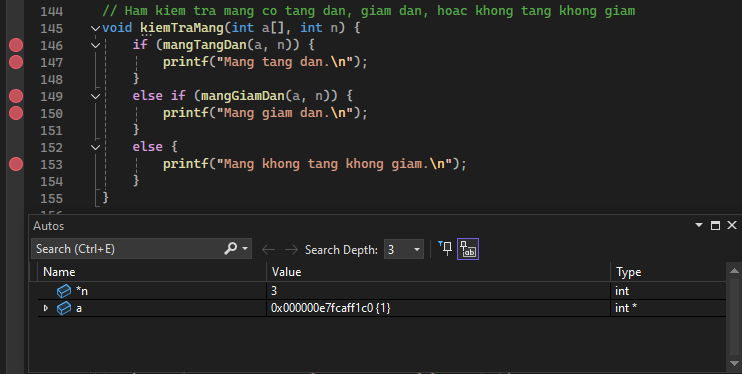 144 // Ham kiem tra mang co tang dan, giam dan, hoac khong tang khong giam
145 void kiemTraMang(int a[], int n) {
146 if (mangTangDan(a, n)) {
147 printf("Mang tang dan.\n");
148 }
149 else if (mangGiamDan(a, n)) {
150 printf("Mang giam dan.\n");
151 }
152 else {
153 printf("Mang khong tang khong giam.\n");
154 }
155 }
Autos
Search (Ctrl+E) Search Depth: 3
Name Value Type
*n 3 int
a 0x000000e7fcaff1c0 {1} int *